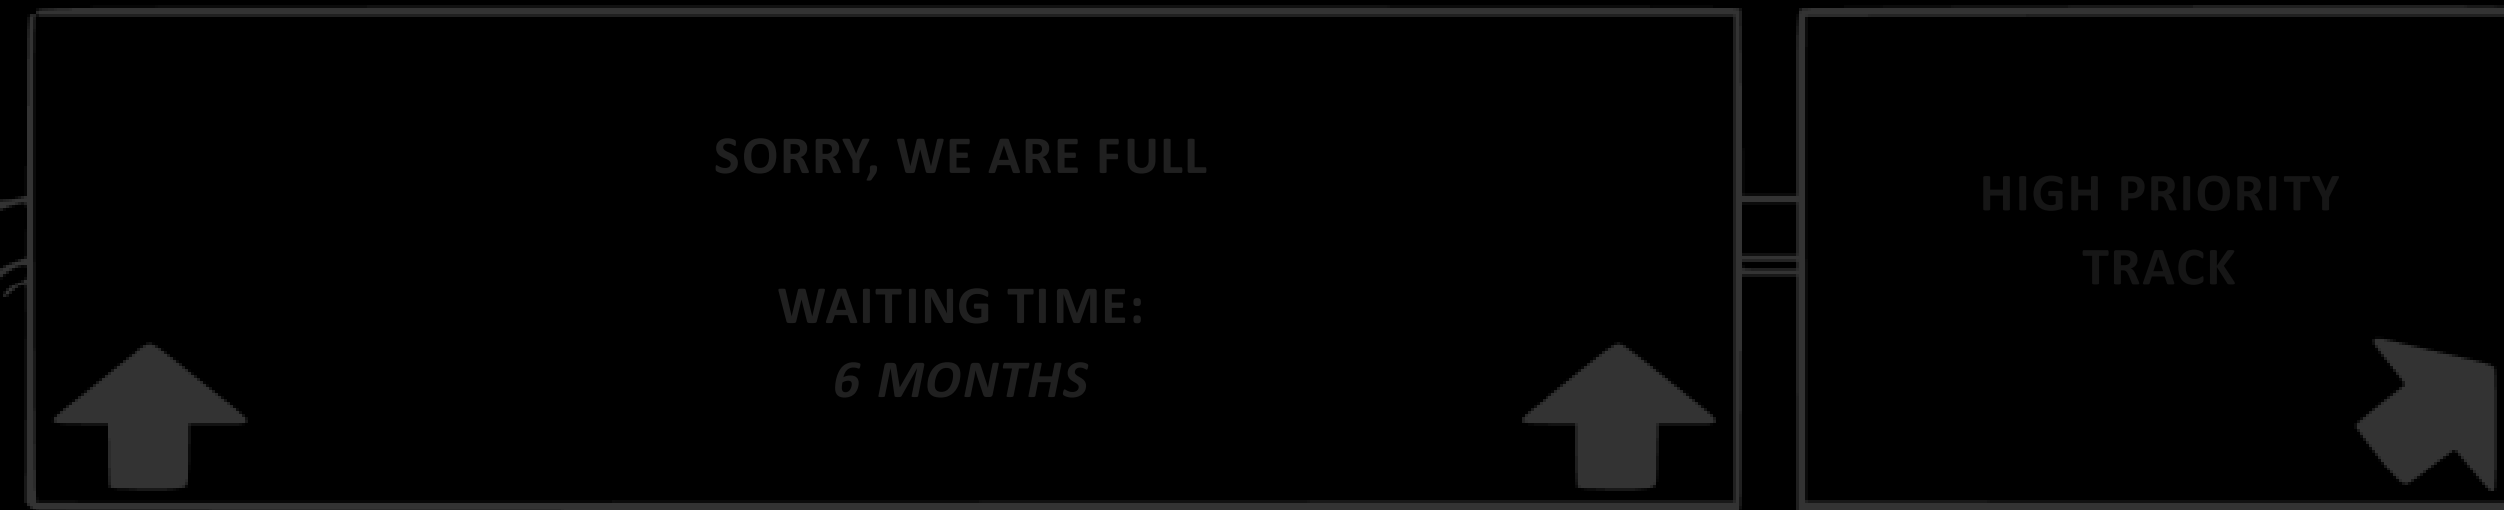 SORRY, WE ARE FULL
WAITING TIME:
6 MONTHS
HIGH PRIORITY
TRACK